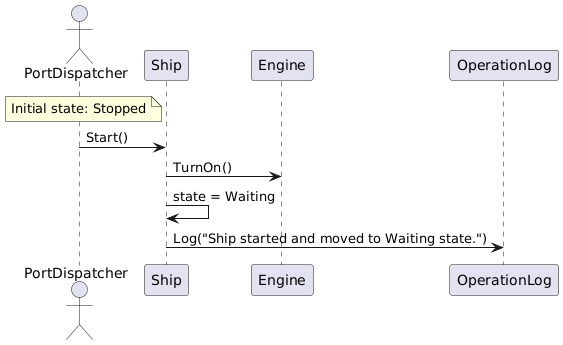 PortDispatcher
Ship
Engine
OperationLog
Initial state: Stopped
Start()
TurnOn()
state = Waiting
Log("Ship started and moved to Waiting state.")
PortDispatcher
Ship
Engine
OperationLog